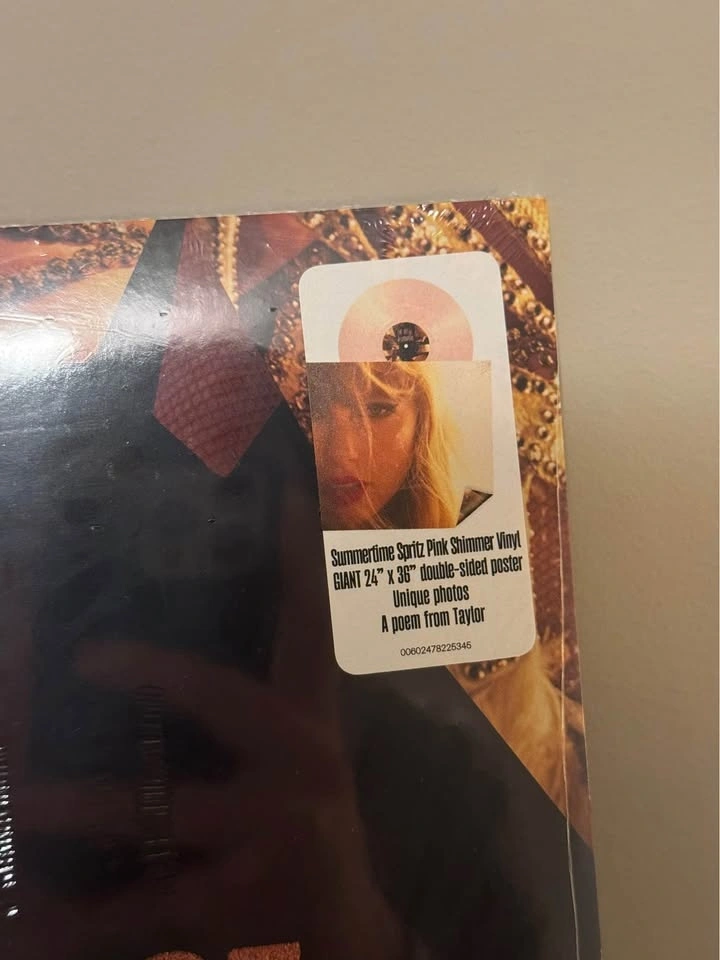 Summertime Spritz Pink Shimmer Vinyl
GIANT 24” x 36” double-sided poster
Unique photos
A poem from Taylor
00602478225345